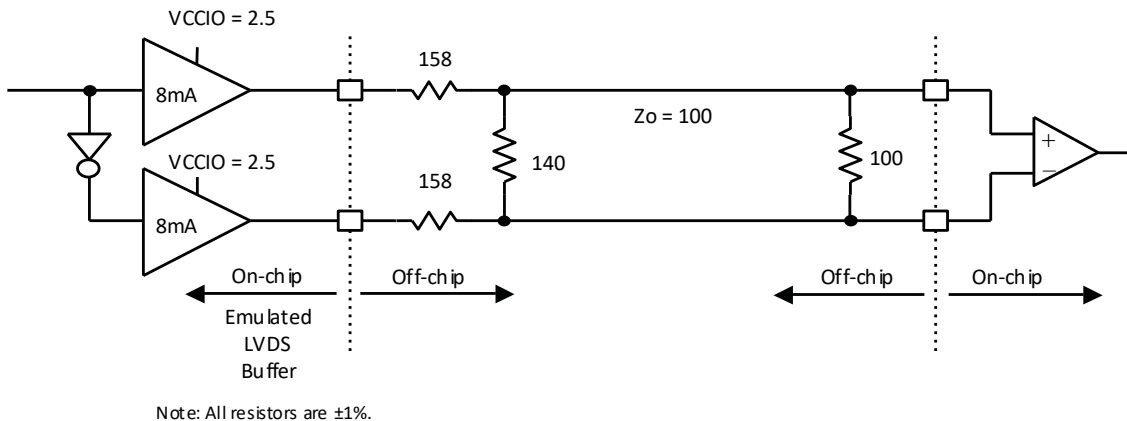 VCCIO = 2.5
8mA
158
Zo = 100
VCCIO = 2.5
140
100
+
−
8mA
158
On-chip
Off-chip
Off-chip
On-chip
Emulated
LVDS
Buffer
Note: All resistors are ±1%.